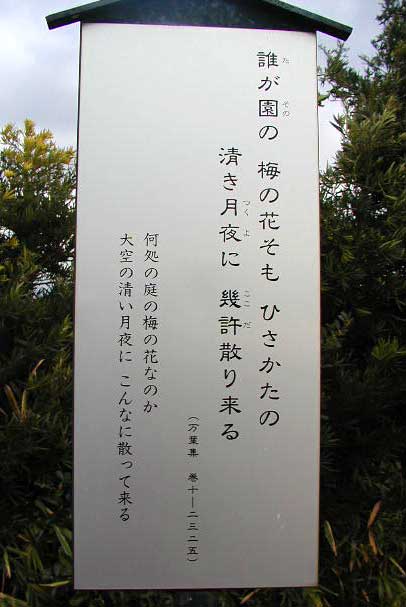 誰が園の 梅の花そも ひさかたの
清き月夜に 幾許散り来る
(万葉集 巻十―二三二五)
何処の庭の梅の花なのか
大空の清い月夜に こんなに散って来る